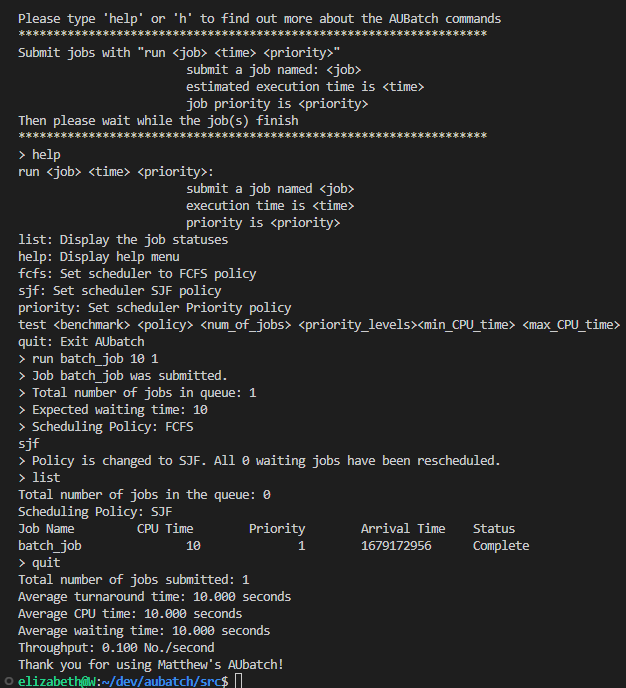 Please type 'help' or 'h' to find out more about the AUBatch commands
*******************************************************************
Submit jobs with "run <job> <time> <priority>"
submit a job named: <job>
estimated execution time is <time>
job priority is <priority>
Then please wait while the job(s) finish
*******************************************************************
> help
run <job> <time> <priority>:
submit a job named <job>
execution time is <time>
priority is <priority>
list: Display the job statuses
help: Display help menu
fcfs: Set scheduler to FCFS policy
sjf: Set scheduler SJF policy
priority: Set scheduler Priority policy
test <benchmark> <policy> <num_of_jobs> <priority_levels><min_CPU_time> <max_CPU_time>
quit: Exit AUbatch
> run batch_job 10 1
> Job batch_job was submitted.
> Total number of jobs in queue: 1
> Expected waiting time: 10
> Scheduling Policy: FCFS
sjf
> Policy is changed to SJF. All 0 waiting jobs have been rescheduled.
> list
Total number of jobs in the queue: 0
Scheduling Policy: SJF
Job Name CPU Time Priority Arrival Time Status
batch_job 10 1 1679172956 Complete
> quit
Total number of jobs submitted: 1
Average turnaround time: 10.000 seconds
Average CPU time: 10.000 seconds
Average waiting time: 10.000 seconds
Throughput: 0.100 No./second
Thank you for using Matthew's AUbatch!
elizabeth@W:~/dev/aubatch/src$